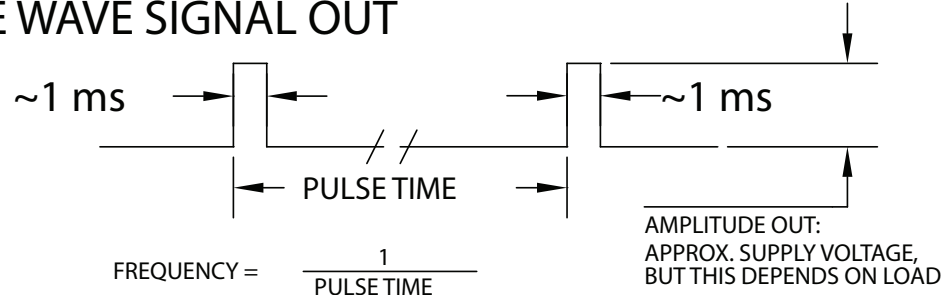 E WAVE SIGNAL OUT
~1 ms
~1 ms
PULSE TIME
AMPLITUDE OUT:
APPROX. SUPPLY VOLTAGE,
BUT THIS DEPENDS ON LOAD
FREQUENCY =
1
PULSE TIME